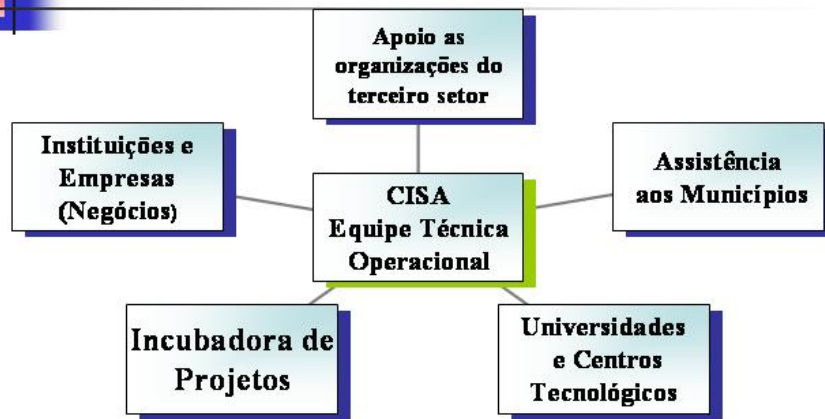 Apoio as
organizações do
terceiro setor
Instituições e
Empresas
(Negócios)
CISA
Equipe Técnica
Operacional
Assistência
aos Municípios
Incubadora de
Projetos
Universidades
e Centros
Tecnológicos